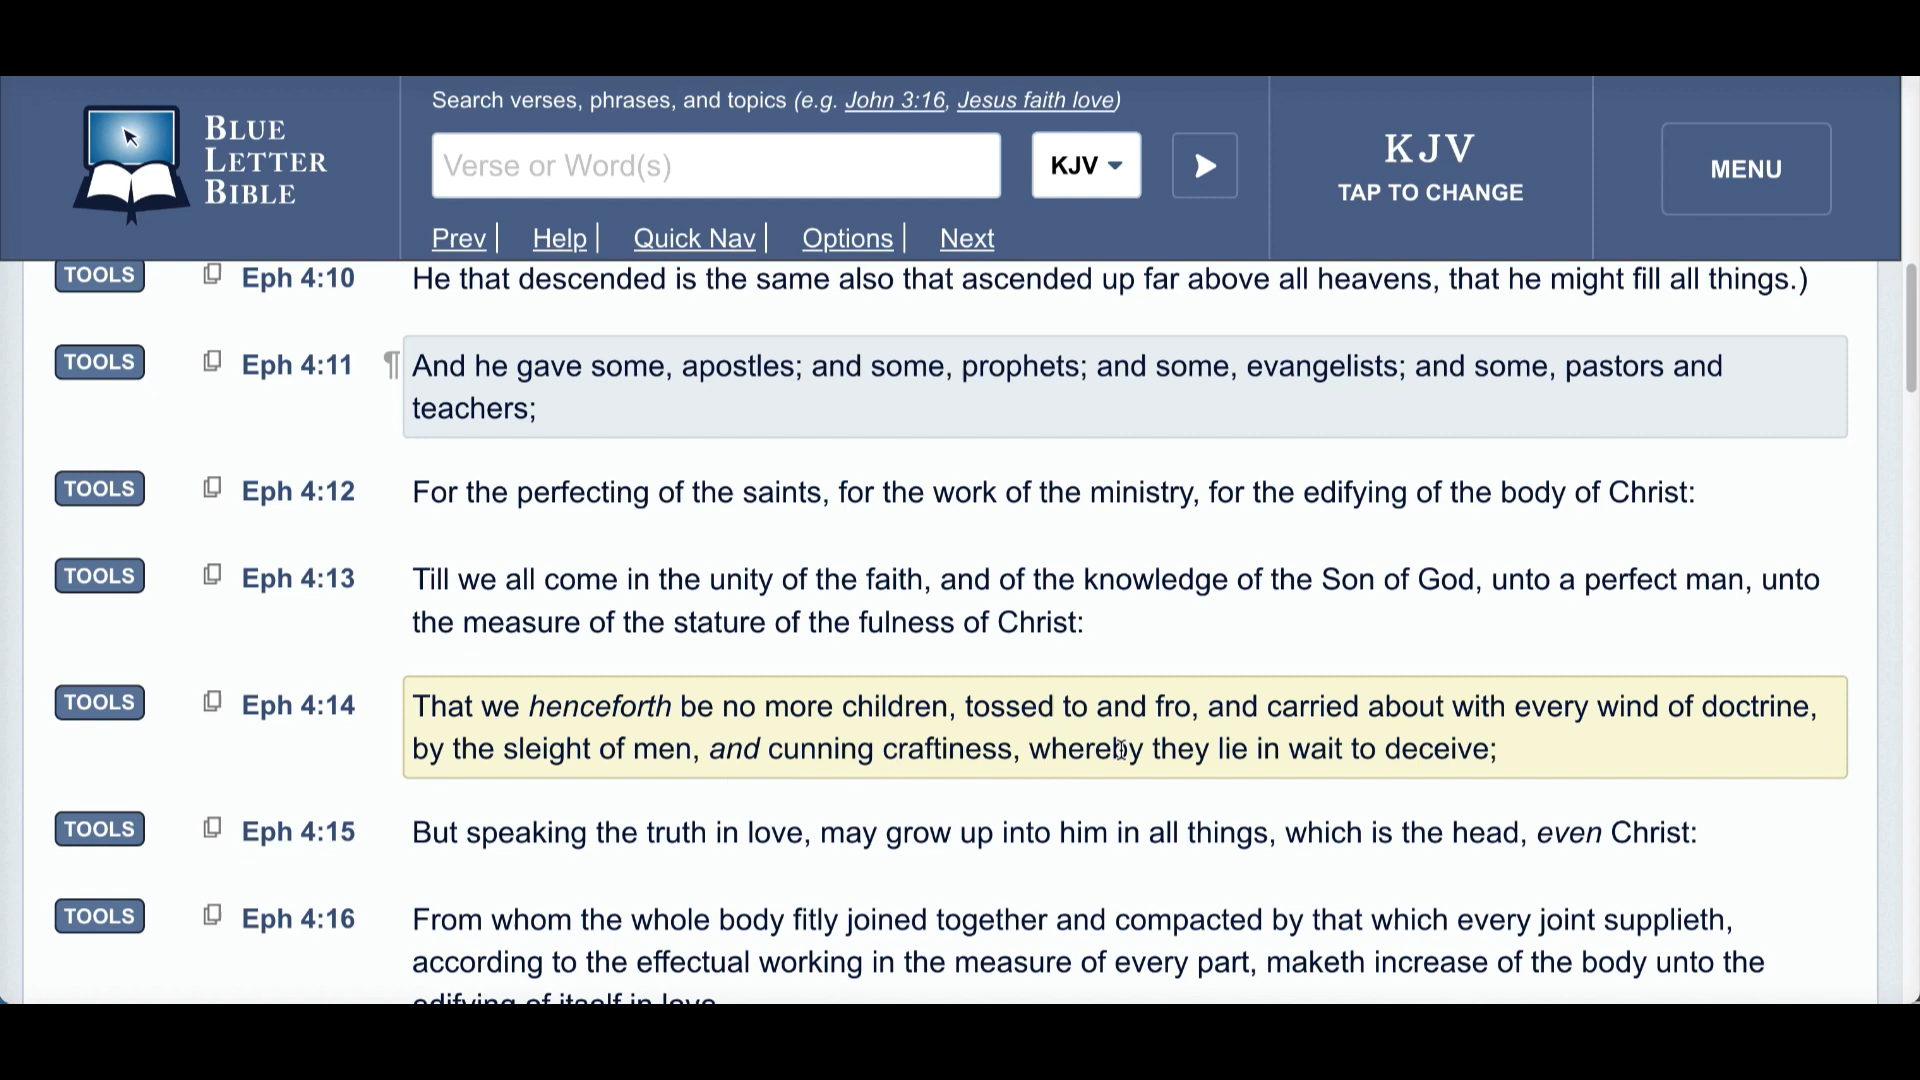 Search verses, phrases, and topics (e.g. John 3:16, Jesus faith love)
BLUE
LETTER
BIBLE
Verse or Word(s)
KJV
KJV
TAP TO CHANGE
MENU
Prev | Help | Quick Nav | Options | Next
TOOLS Eph 4:10 He that descended is the same also that ascended up far above all heavens, that he might fill all things.)
TOOLS Eph 4:11 ¶ And he gave some, apostles; and some, prophets; and some, evangelists; and some, pastors and
teachers;
TOOLS Eph 4:12 For the perfecting of the saints, for the work of the ministry, for the edifying of the body of Christ:
TOOLS Eph 4:13 Till we all come in the unity of the faith, and of the knowledge of the Son of God, unto a perfect man, unto
the measure of the stature of the fulness of Christ:
TOOLS Eph 4:14 That we henceforth be no more children, tossed to and fro, and carried about with every wind of doctrine,
by the sleight of men, and cunning craftiness, whereby they lie in wait to deceive;
TOOLS Eph 4:15 But speaking the truth in love, may grow up into him in all things, which is the head, even Christ:
TOOLS Eph 4:16 From whom the whole body fitly joined together and compacted by that which every joint supplieth,
according to the effectual working in the measure of every part, maketh increase of the body unto the
edifying of itself in love.